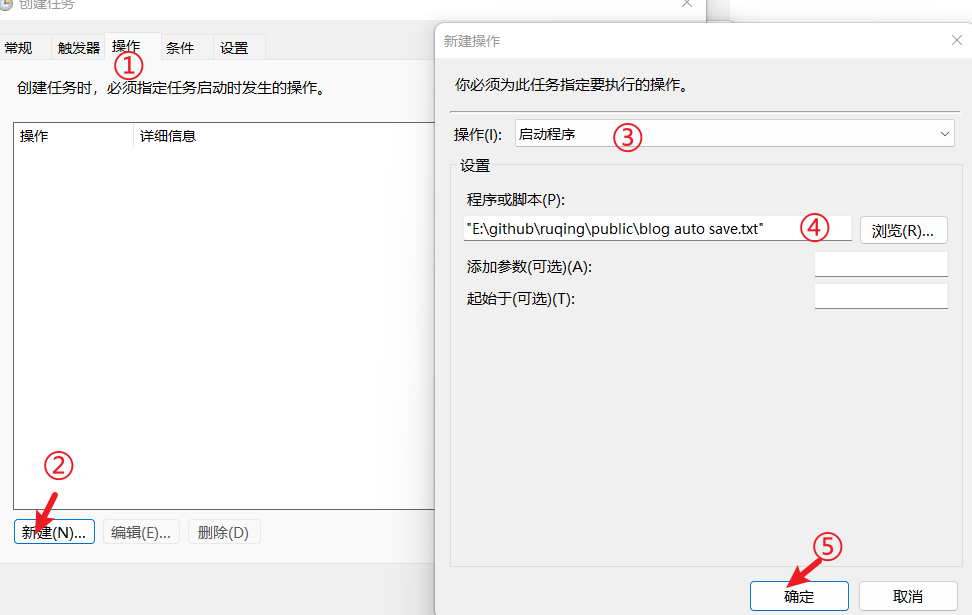 创建任务
常规 触发器 操作 条件 设置
①
创建任务时，必须指定任务启动时发生的操作。
操作 详细信息
②
新建(N)... 编辑(E)... 删除(D)
新建操作
你必须为此任务指定要执行的操作。
操作(I): 启动程序 ③
设置
程序或脚本(P):
"E:\github\ruqing\public\blog auto save.txt" ④ 浏览(R)...
添加参数(可选)(A):
起始于(可选)(T):
⑤
确定 取消